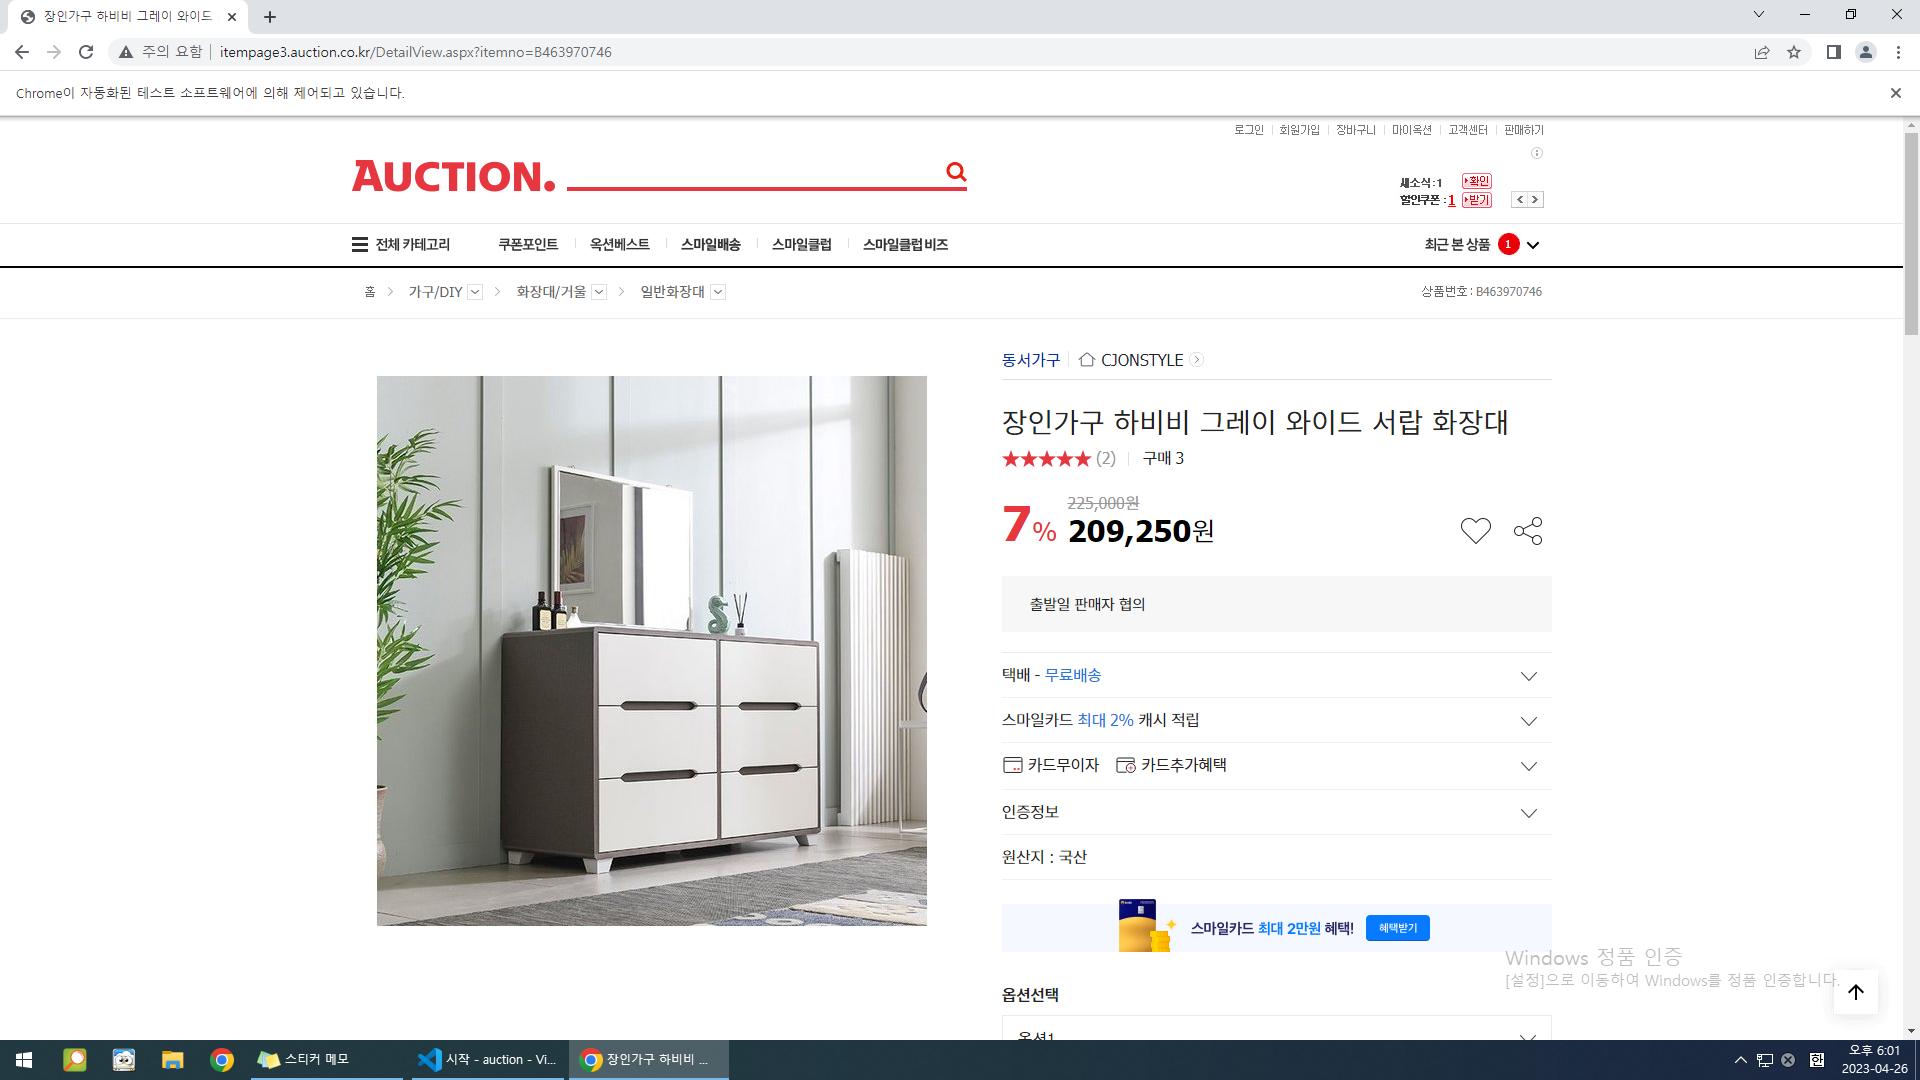 장인가구 하비비 그레이 와이드
주의 요함 itempage3.auction.co.kr/DetailView.aspx?itemno=B463970746
Chrome이 자동화된 테스트 소프트웨어에 의해 제어되고 있습니다.
로그인 회원가입 장바구니 마이옥션 고객센터 판매하기
AUCTION.
새소식:1 확인
할인쿠폰:1 받기
전체 카테고리 쿠폰포인트 옥션베스트 스마일배송 스마일클럽 스마일클럽 비즈 최근 본 상품 1
홈 가구/DIY 화장대/거울 일반화장대 상품번호 : B463970746
동서가구 CJONSTYLE
장인가구 하비비 그레이 와이드 서랍 화장대
(2) 구매 3
225,000원
7% 209,250원
출발일 판매자 협의
택배 - 무료배송
스마일카드 최대 2% 캐시 적립
카드무이자 카드추가혜택
인증정보
원산지 : 국산
스마일카드 최대 2만원 혜택! 혜택받기
Windows 정품 인증
[설정]으로 이동하여 Windows를 정품 인증합니다.
옵션선택
옵션1
스티커 메모 시작 - auction - Vi... 장인가구 하비비 ... 한 오후 6:01
2023-04-26